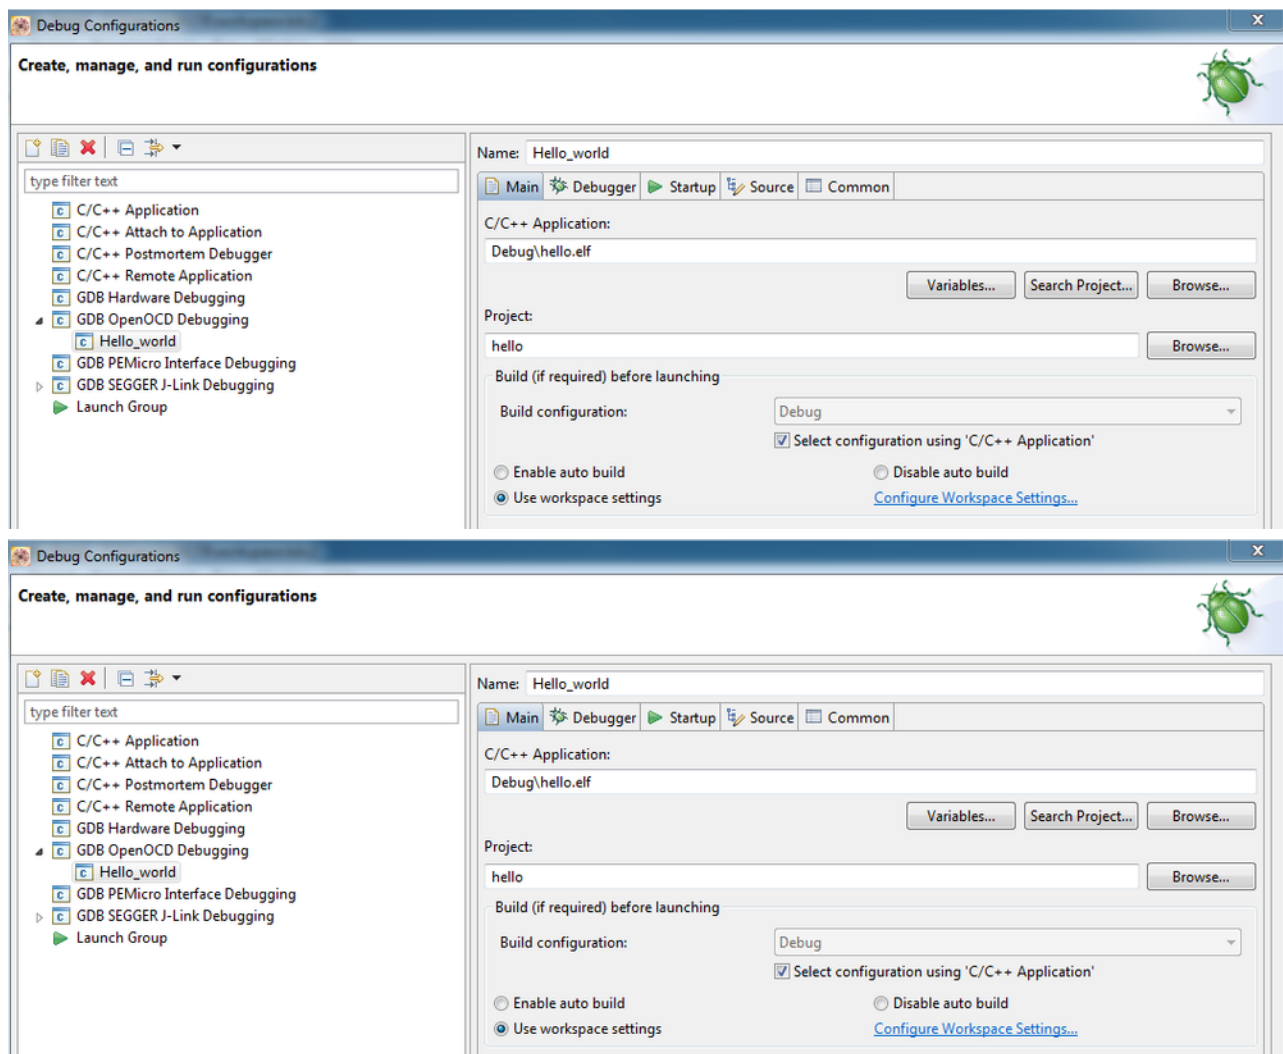 Debug Configurations
Create, manage, and run configurations
type filter text
C/C++ Application
C/C++ Attach to Application
C/C++ Postmortem Debugger
C/C++ Remote Application
GDB Hardware Debugging
GDB OpenOCD Debugging
Hello_world
GDB PEMicro Interface Debugging
GDB SEGGER J-Link Debugging
Launch Group
Name: Hello_world
Main Debugger Startup Source Common
C/C++ Application:
Debug\hello.elf
Variables... Search Project... Browse...
Project:
hello
Browse...
Build (if required) before launching
Build configuration: Debug
Select configuration using 'C/C++ Application'
Enable auto build Disable auto build
Use workspace settings Configure Workspace Settings...
Debug Configurations
Create, manage, and run configurations
type filter text
C/C++ Application
C/C++ Attach to Application
C/C++ Postmortem Debugger
C/C++ Remote Application
GDB Hardware Debugging
GDB OpenOCD Debugging
Hello_world
GDB PEMicro Interface Debugging
GDB SEGGER J-Link Debugging
Launch Group
Name: Hello_world
Main Debugger Startup Source Common
C/C++ Application:
Debug\hello.elf
Variables... Search Project... Browse...
Project:
hello
Browse...
Build (if required) before launching
Build configuration: Debug
Select configuration using 'C/C++ Application'
Enable auto build Disable auto build
Use workspace settings Configure Workspace Settings...